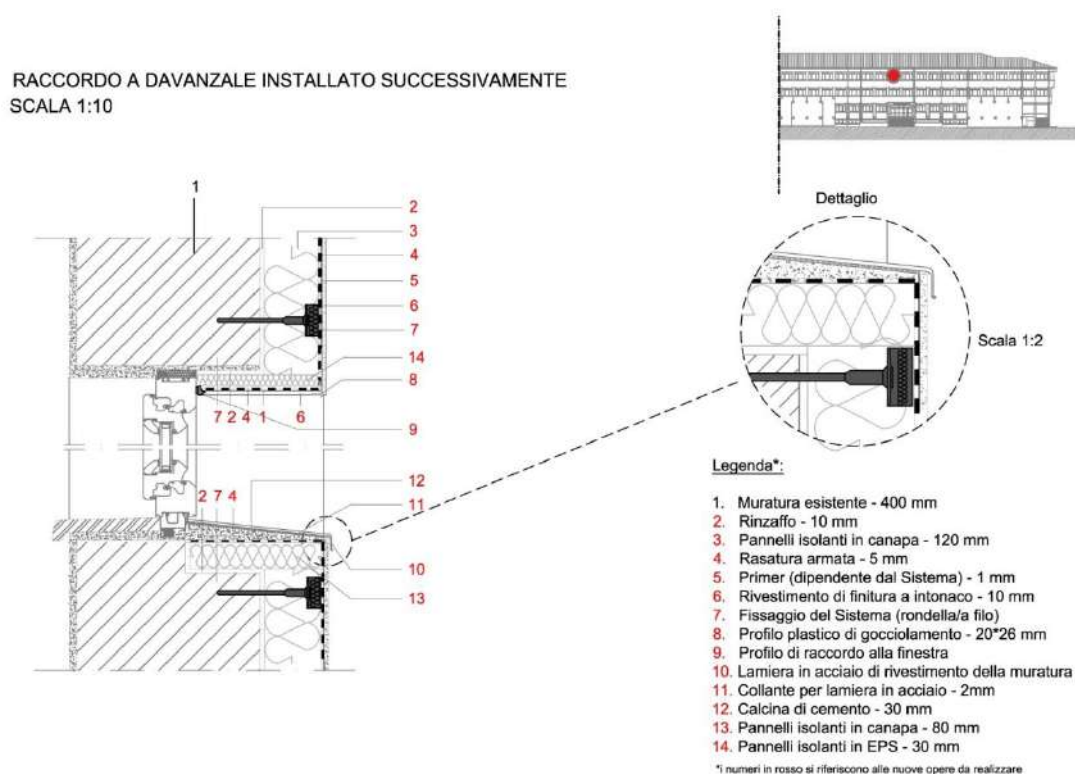 RACCORDO A DAVANZALE INSTALLATO SUCCESSIVAMENTE
SCALA 1:10
1
2
3
4
5
6
7
14
8
7 2 4 1 6
9
2 7 4
12
11
10
13
Dettaglio
Scala 1:2
Legenda*:
1. Muratura esistente - 400 mm
2. Rinzaffo - 10 mm
3. Pannelli isolanti in canapa - 120 mm
4. Rasatura armata - 5 mm
5. Primer (dipendente dal Sistema) - 1 mm
6. Rivestimento di finitura a intonaco - 10 mm
7. Fissaggio del Sistema (rondella/a filo)
8. Profilo plastico di gocciolamento - 20*26 mm
9. Profilo di raccordo alla finestra
10. Lamiera in acciaio di rivestimento della muratura
11. Collante per lamiera in acciaio - 2mm
12. Calcina di cemento - 30 mm
13. Pannelli isolanti in canapa - 80 mm
14. Pannelli isolanti in EPS - 30 mm
*i numeri in rosso si riferiscono alle nuove opere da realizzare